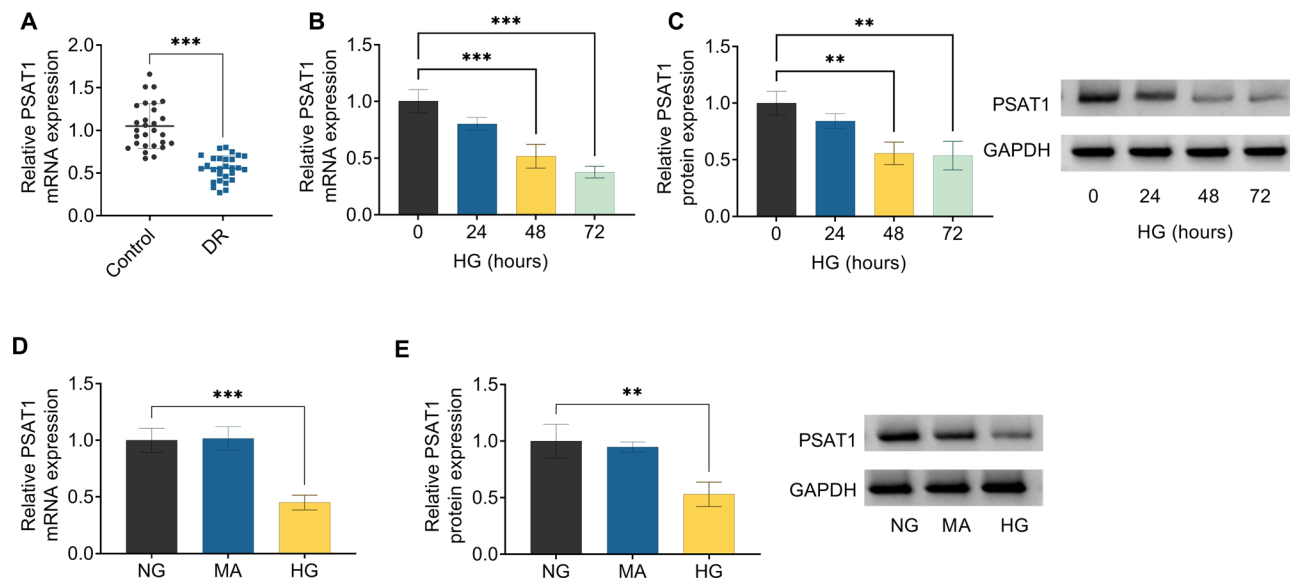 A
Relative PSAT1
mRNA expression
2.0
1.5
1.0
0.5
0.0
***
Control
DR
B
Relative PSAT1
mRNA expression
1.5
1.0
0.5
0
***
***
0
24
48
72
HG (hours)
C
Relative PSAT1
protein expression
1.5
1.0
0.5
0.0
**
**
0
24
48
72
HG (hours)
PSAT1
GAPDH
0
24
48
72
HG (hours)
D
Relative PSAT1
mRNA expression
1.5
1.0
0.5
0.0
***
NG
MA
HG
E
Relative PSAT1
protein expression
1.5
1.0
0.5
0.0
**
NG
MA
HG
PSAT1
GAPDH
NG
MA
HG